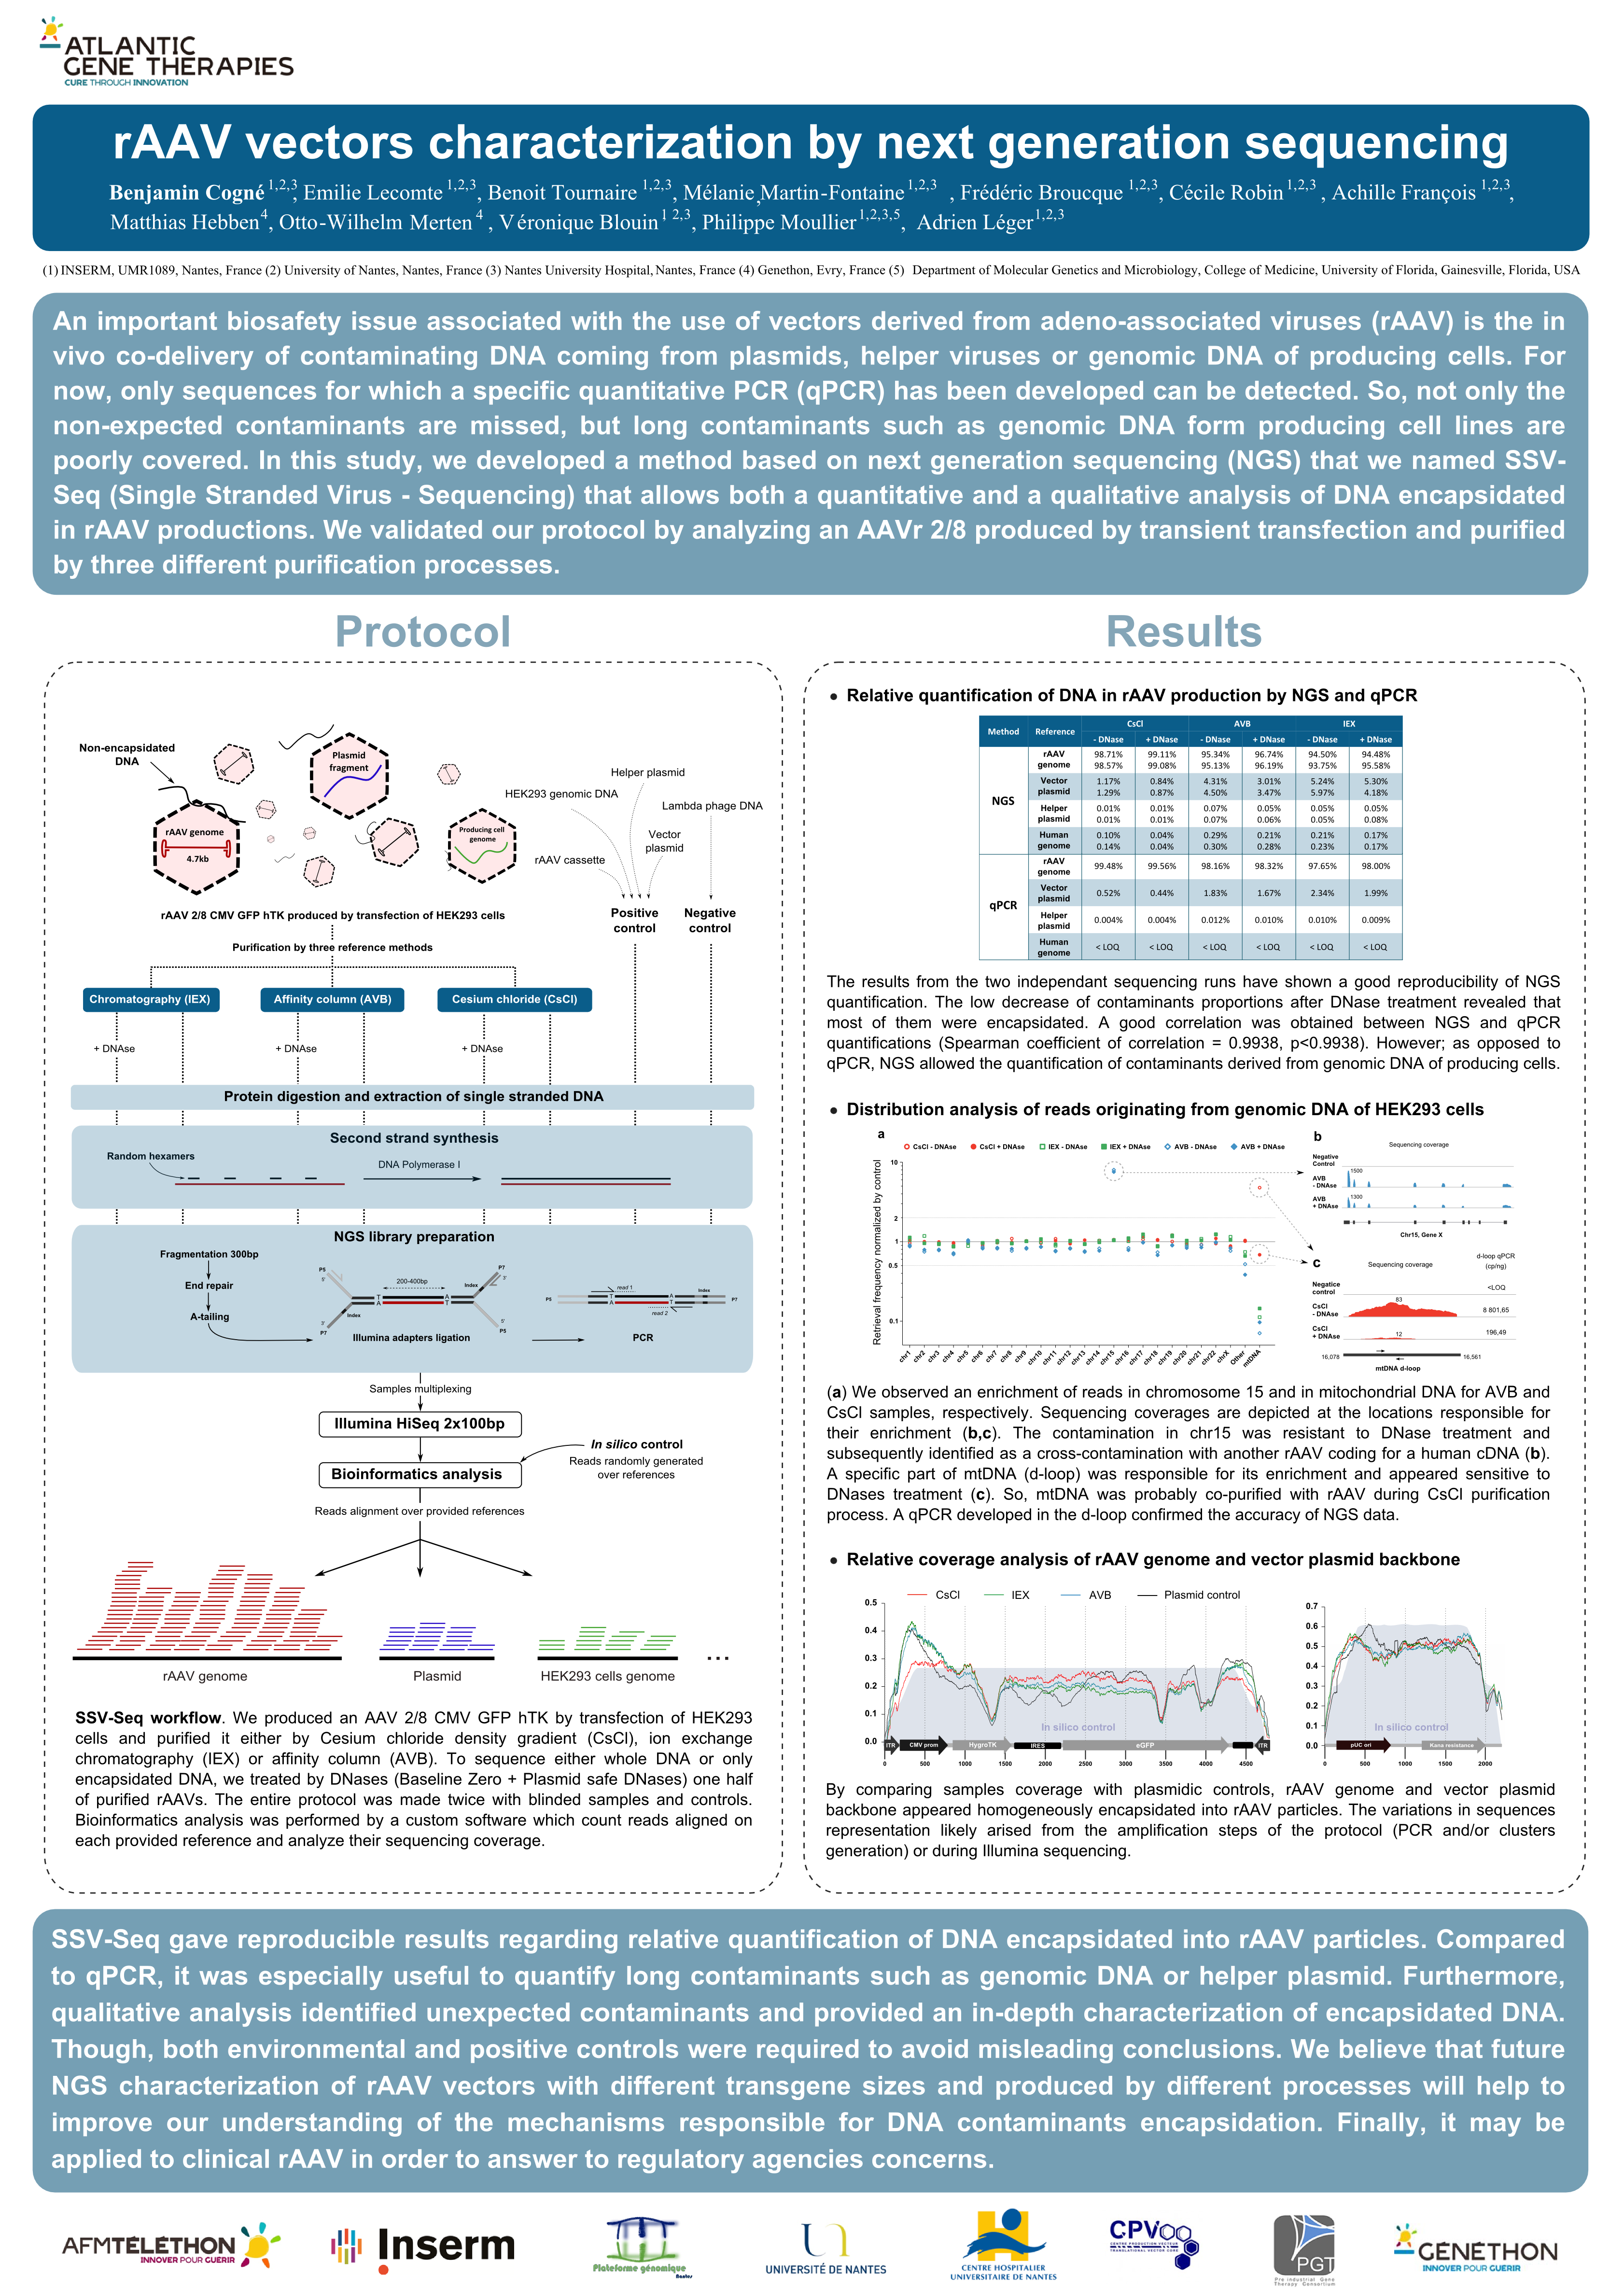 ATLANTIC
GENE THERAPIES
CURE THROUGH INNOVATION
rAAV vectors characterization by next generation sequencing
Benjamin Cogné 1,2,3 Emilie Lecomte 1,2,3, Benoit Tournaire 1,2,3, Mélanie Martin-Fontaine 1,2,3 , Frédéric Broucque 1,2,3, Cécile Robin 1,2,3 , Achille François 1,2,3,
Matthias Hebben 4, Otto-Wilhelm Merten 4, Véronique Blouin 1 2,3, Philippe Moullier 1,2,3,5, Adrien Léger 1,2,3
(1) INSERM, UMR1089, Nantes, France (2) University of Nantes, Nantes, France (3) Nantes University Hospital, Nantes, France (4) Genethon, Evry, France (5) Department of Molecular Genetics and Microbiology, College of Medicine, University of Florida, Gainesville, Florida, USA
An important biosafety issue associated with the use of vectors derived from adeno-associated viruses (rAAV) is the in
vivo co-delivery of contaminating DNA coming from plasmids, helper viruses or genomic DNA of producing cells. For
now, only sequences for which a specific quantitative PCR (qPCR) has been developed can be detected. So, not only the
non-expected contaminants are missed, but long contaminants such as genomic DNA form producing cell lines are
poorly covered. In this study, we developed a method based on next generation sequencing (NGS) that we named SSV-
Seq (Single Stranded Virus - Sequencing) that allows both a quantitative and a qualitative analysis of DNA encapsidated
in rAAV productions. We validated our protocol by analyzing an AAVr 2/8 produced by transient transfection and purified
by three different purification processes.
Protocol
Non-encapsidated
DNA
Plasmid
fragment
rAAV genome
4.7kb
Producing cell
genome
Helper plasmid
HEK293 genomic DNA
Lambda phage DNA
Vector
plasmid
rAAV cassette
rAAV 2/8 CMV GFP hTK produced by transfection of HEK293 cells
Positive
control
Negative
control
Purification by three reference methods
Chromatography (IEX) Affinity column (AVB) Cesium chloride (CsCl)
+ DNAse + DNAse + DNAse
Protein digestion and extraction of single stranded DNA
Second strand synthesis
Random hexamers
DNA Polymerase I
NGS library preparation
Fragmentation 300bp
End repair
A-tailing
P5
5'
P7
3'
200-400bp
Index
T A
A T
Index
3'
P7
5'
P5
Illumina adapters ligation
read 1
Index
P5
T A
A T
P7
read 2
PCR
Samples multiplexing
Illumina HiSeq 2x100bp
In silico control
Reads randomly generated
over references
Bioinformatics analysis
Reads alignment over provided references
rAAV genome Plasmid HEK293 cells genome ...
SSV-Seq workflow. We produced an AAV 2/8 CMV GFP hTK by transfection of HEK293
cells and purified it either by Cesium chloride density gradient (CsCl), ion exchange
chromatography (IEX) or affinity column (AVB). To sequence either whole DNA or only
encapsidated DNA, we treated by DNases (Baseline Zero + Plasmid safe DNases) one half
of purified rAAVs. The entire protocol was made twice with blinded samples and controls.
Bioinformatics analysis was performed by a custom software which count reads aligned on
each provided reference and analyze their sequencing coverage.
Results
• Relative quantification of DNA in rAAV production by NGS and qPCR
Method Reference CsCl AVB IEX
- DNase + DNase - DNase + DNase - DNase + DNase
NGS
rAAV genome
98.71% 99.11% 95.34% 96.74% 94.50% 94.48%
98.57% 99.08% 95.13% 96.19% 93.75% 95.58%
Vector plasmid
1.17% 0.84% 4.31% 3.01% 5.24% 5.30%
1.29% 0.87% 4.50% 3.47% 5.97% 4.18%
Helper plasmid
0.01% 0.01% 0.07% 0.05% 0.05% 0.05%
0.01% 0.01% 0.07% 0.06% 0.05% 0.08%
Human genome
0.10% 0.04% 0.29% 0.21% 0.21% 0.17%
0.14% 0.04% 0.30% 0.28% 0.23% 0.17%
qPCR
rAAV genome
99.48% 99.56% 98.16% 98.32% 97.65% 98.00%
Vector plasmid
0.52% 0.44% 1.83% 1.67% 2.34% 1.99%
Helper plasmid
0.004% 0.004% 0.012% 0.010% 0.010% 0.009%
Human genome
< LOQ < LOQ < LOQ < LOQ < LOQ < LOQ
The results from the two independant sequencing runs have shown a good reproducibility of NGS
quantification. The low decrease of contaminants proportions after DNase treatment revealed that
most of them were encapsidated. A good correlation was obtained between NGS and qPCR
quantifications (Spearman coefficient of correlation = 0.9938, p<0.9938). However; as opposed to
qPCR, NGS allowed the quantification of contaminants derived from genomic DNA of producing cells.
• Distribution analysis of reads originating from genomic DNA of HEK293 cells
a
CsCl - DNAse CsCl + DNAse IEX - DNAse IEX + DNAse AVB - DNAse AVB + DNAse
Retrieval frequency normalized by control
10
2
1
0.5
0.1
chr1 chr2 chr3 chr4 chr5 chr6 chr7 chr8 chr9 chr10 chr11 chr12 chr13 chr14 chr15 chr16 chr17 chr18 chr19 chr20 chr21 chr22 chrX Other mtDNA
b
Sequencing coverage
Negative
Control
AVB
- DNAse
1500
AVB
+ DNAse
1300
Chr15, Gene X
c
Sequencing coverage
d-loop qPCR
(cp/ng)
Negatice
control
<LOQ
CsCl
- DNAse
83
8 801,65
CsCl
+ DNAse
12
196,49
16,078 16,561
mtDNA d-loop
(a) We observed an enrichment of reads in chromosome 15 and in mitochondrial DNA for AVB and
CsCl samples, respectively. Sequencing coverages are depicted at the locations responsible for
their enrichment (b,c). The contamination in chr15 was resistant to DNase treatment and
subsequently identified as a cross-contamination with another rAAV coding for a human cDNA (b).
A specific part of mtDNA (d-loop) was responsible for its enrichment and appeared sensitive to
DNases treatment (c). So, mtDNA was probably co-purified with rAAV during CsCl purification
process. A qPCR developed in the d-loop confirmed the accuracy of NGS data.
• Relative coverage analysis of rAAV genome and vector plasmid backbone
CsCl IEX AVB Plasmid control
0.5
0.4
0.3
0.2
0.1
0.0
In silico control
ITR CMV prom HygroTK IRES eGFP ITR
0 500 1000 1500 2000 2500 3000 3500 4000 4500
0.7
0.6
0.5
0.4
0.3
0.2
0.1
0.0
In silico control
pUC ori Kana resistance
0 500 1000 1500 2000
By comparing samples coverage with plasmidic controls, rAAV genome and vector plasmid
backbone appeared homogeneously encapsidated into rAAV particles. The variations in sequences
representation likely arised from the amplification steps of the protocol (PCR and/or clusters
generation) or during Illumina sequencing.
SSV-Seq gave reproducible results regarding relative quantification of DNA encapsidated into rAAV particles. Compared
to qPCR, it was especially useful to quantify long contaminants such as genomic DNA or helper plasmid. Furthermore,
qualitative analysis identified unexpected contaminants and provided an in-depth characterization of encapsidated DNA.
Though, both environmental and positive controls were required to avoid misleading conclusions. We believe that future
NGS characterization of rAAV vectors with different transgene sizes and produced by different processes will help to
improve our understanding of the mechanisms responsible for DNA contaminants encapsidation. Finally, it may be
applied to clinical rAAV in order to answer to regulatory agencies concerns.
AFMTÉLÉTHON
INNOVER POUR GUÉRIR
Inserm
Plateforme génomique
Nantes
UNIVERSITÉ DE NANTES
CENTRE HOSPITALIER
UNIVERSITAIRE DE NANTES
CPV
CENTRE PRODUCTION VECTEUR
TRANSLATIONAL VECTOR CORE
PGT
Pre industrial Gene
Therapy Consortium
GENETHON
INNOVER POUR GUÉRIR